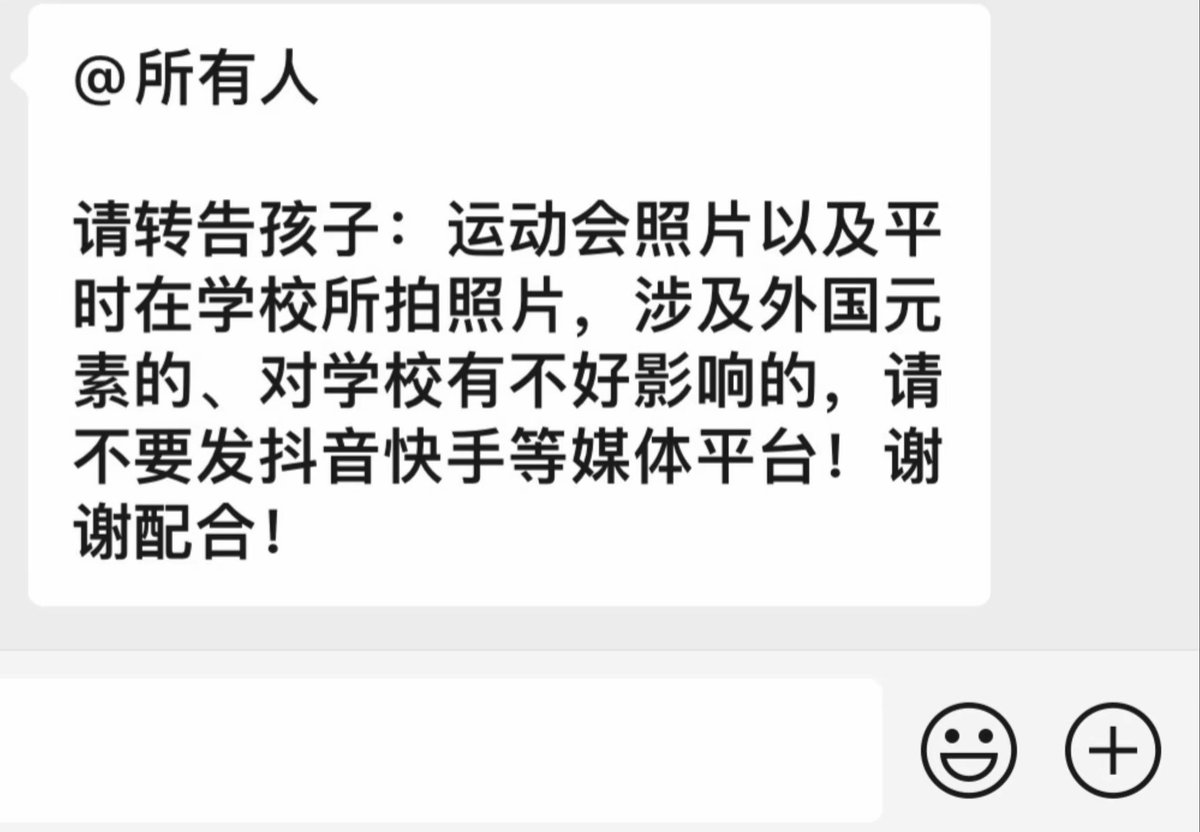 @所有人
请转告孩子：运动会照片以及平
时在学校所拍照片，涉及外国元
素的、对学校有不好影响的，请
不要发抖音快手等媒体平台！谢
谢配合！